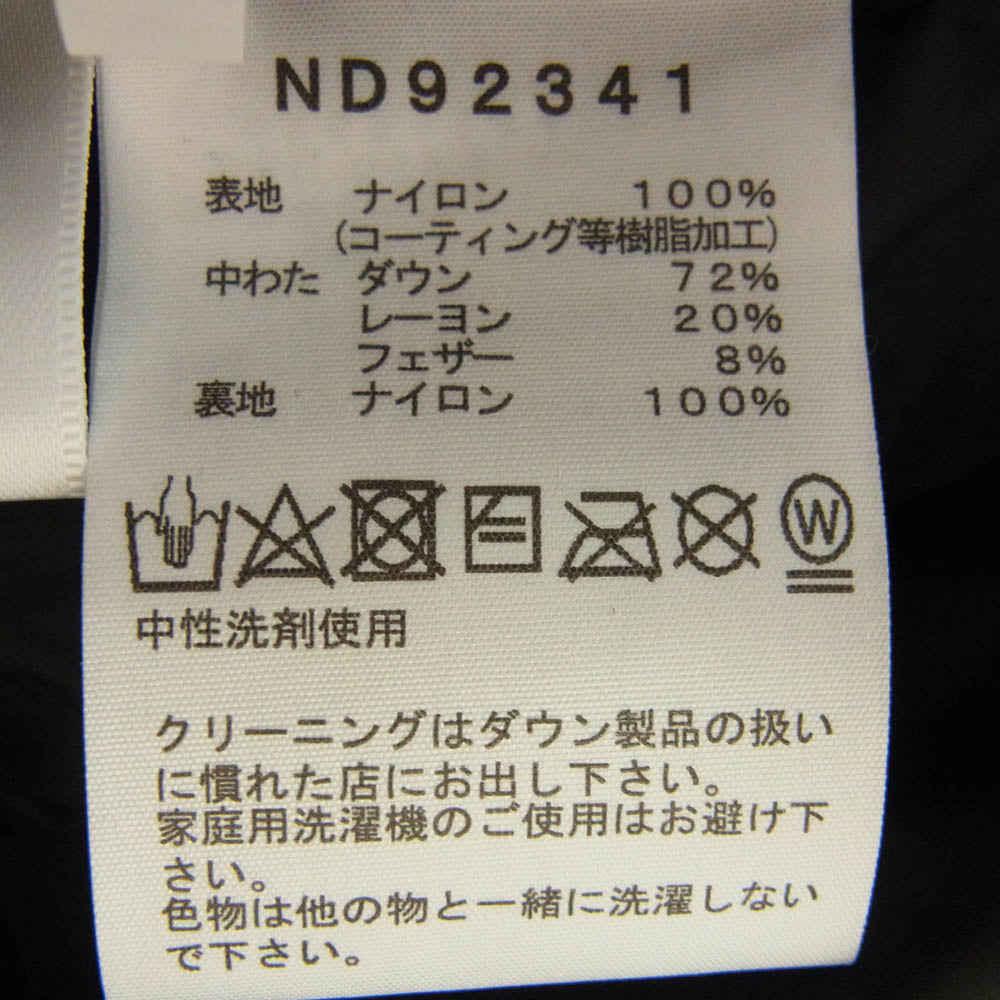 ND92341
表地 ナイロン 100%
(コーティング等樹脂加工)
中わた ダウン 72%
レーヨン 20%
フェザー 8%
裏地 ナイロン 100%
W
中性洗剤使用
クリーニングはダウン製品の扱い
に慣れた店にお出し下さい。
家庭用洗濯機のご使用はお避け下
さい。
色物は他の物と一緒に洗濯しない
で下さい。